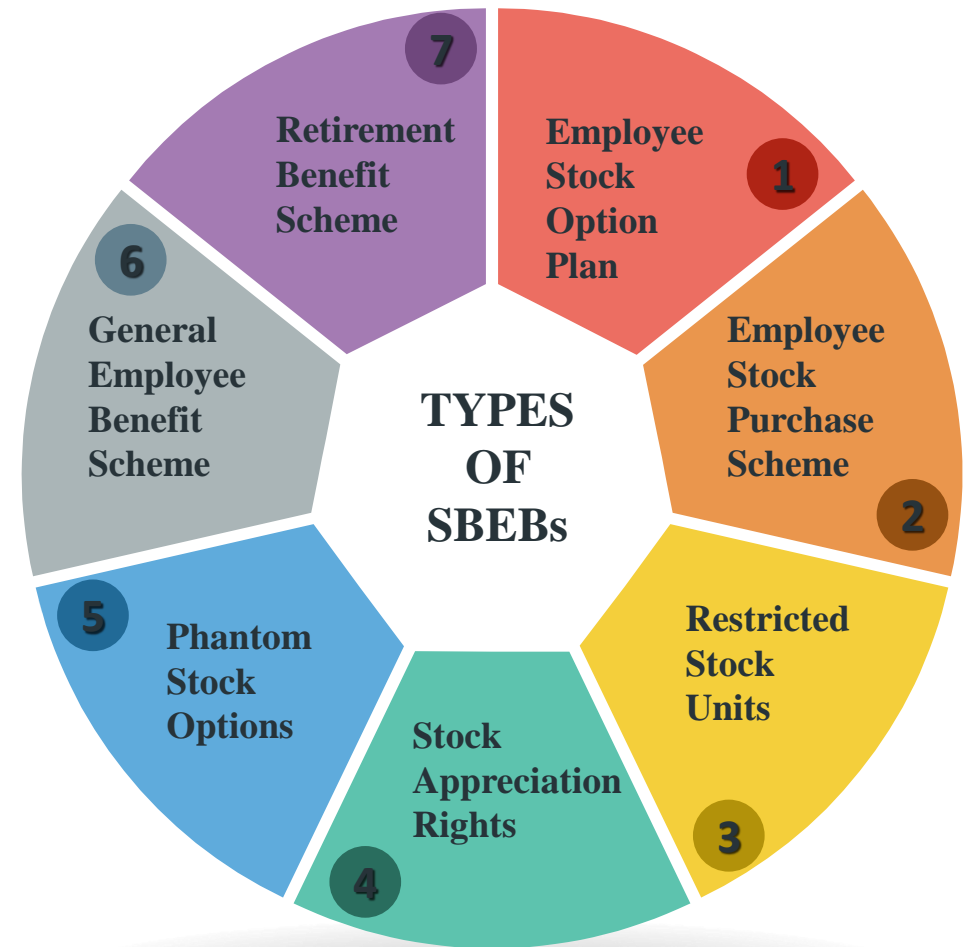 TYPES
OF
SBEBs
1
Employee
Stock
Option
Plan
2
Employee
Stock
Purchase
Scheme
3
Restricted
Stock
Units
4
Stock
Appreciation
Rights
5
Phantom
Stock
Options
6
General
Employee
Benefit
Scheme
7
Retirement
Benefit
Scheme